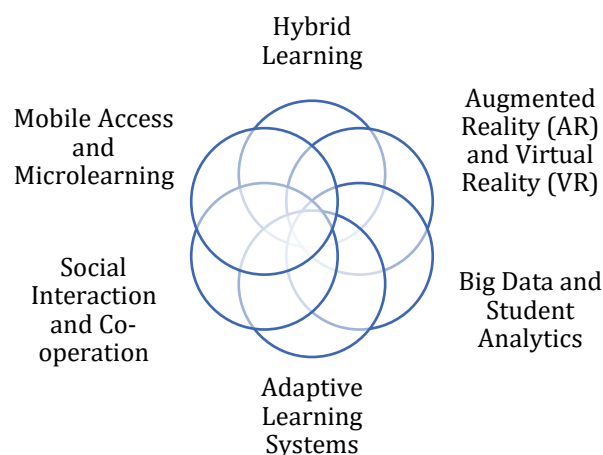 Hybrid
Learning
Augmented
Reality (AR)
and Virtual
Reality (VR)
Big Data and
Student
Analytics
Adaptive
Learning
Systems
Social
Interaction
and Co-
operation
Mobile Access
and
Microlearning